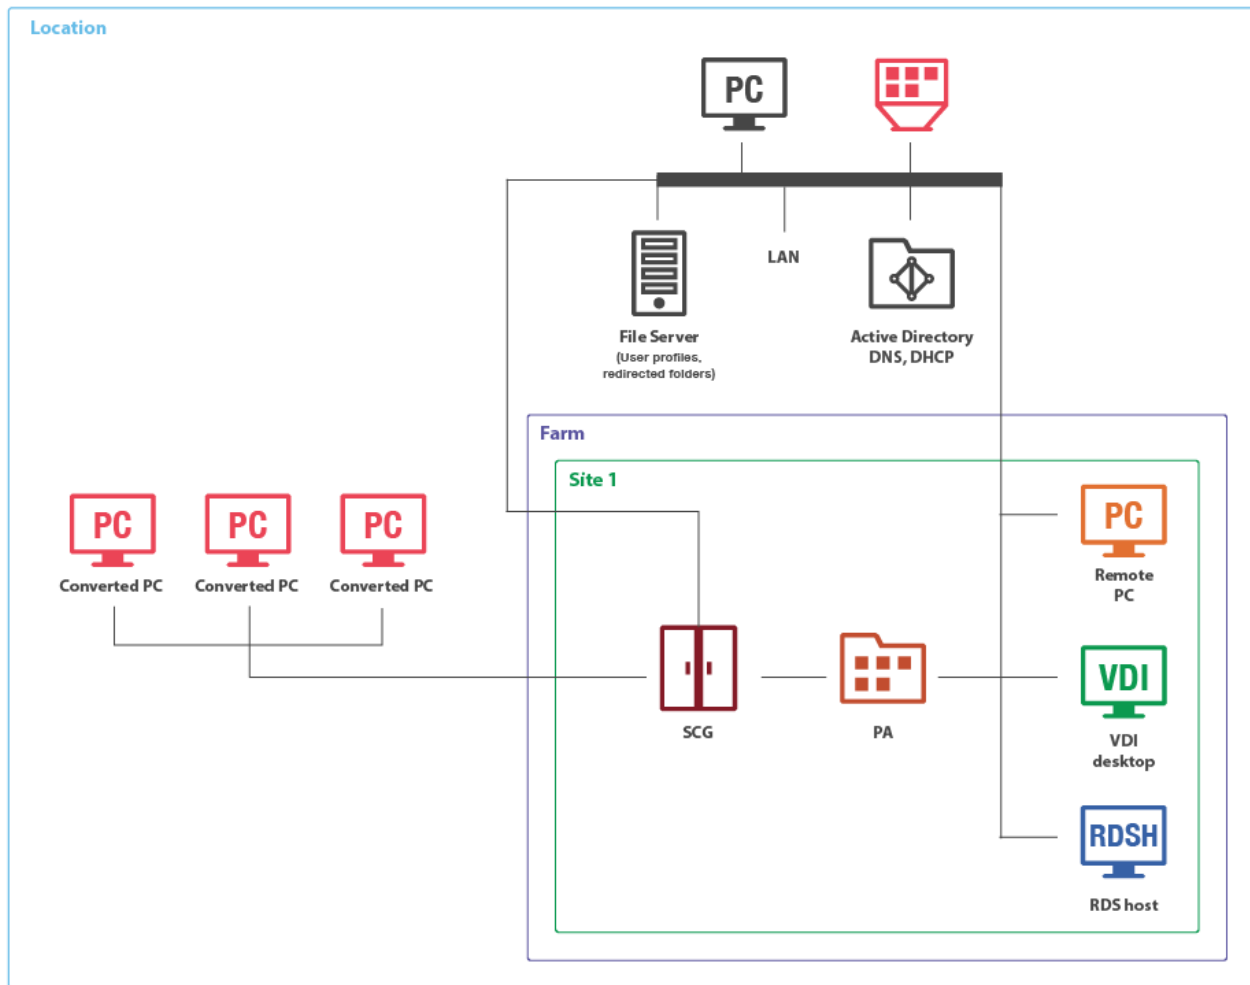 Location
PC
LAN
File Server
(User profiles,
redirected folders)
Active Directory
DNS, DHCP
Farm
Site 1
PC
Converted PC
PC
Converted PC
PC
Converted PC
SCG
PA
PC
Remote
PC
VDI
VDI
desktop
RDSH
RDS host